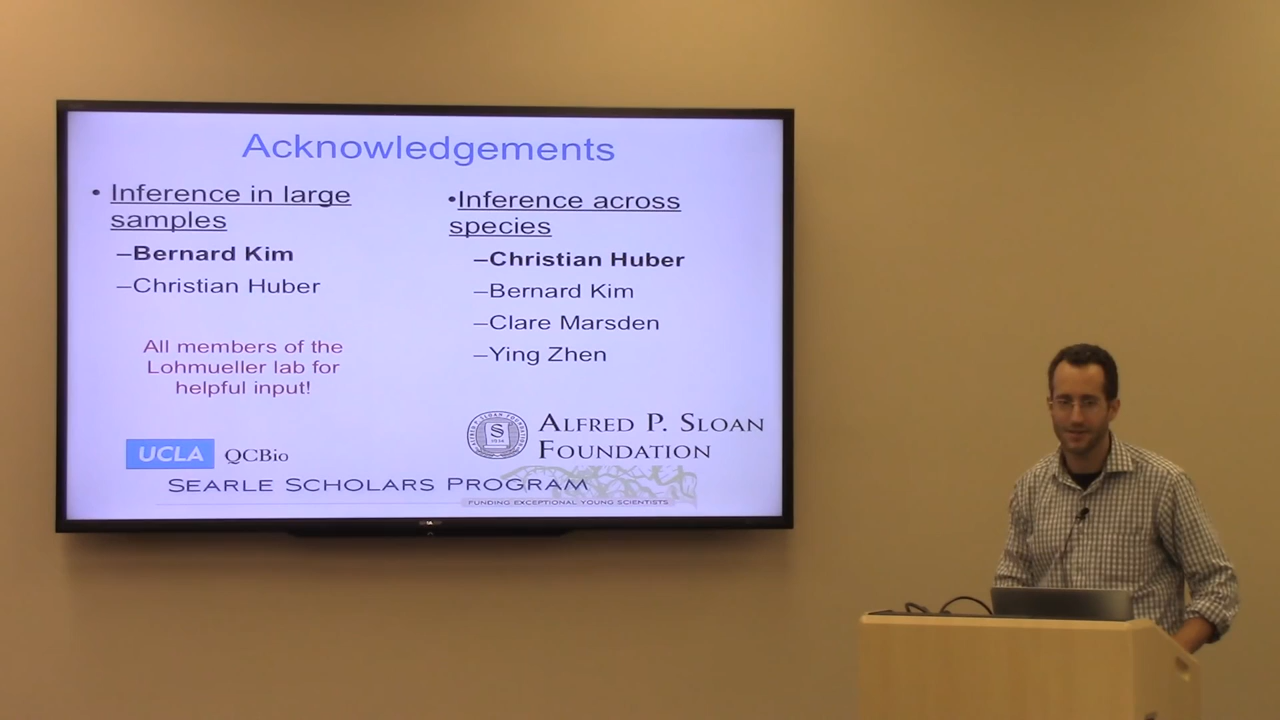 Acknowledgements
• Inference in large
samples
–Bernard Kim
–Christian Huber
All members of the
Lohmueller lab for
helpful input!
•Inference across
species
–Christian Huber
–Bernard Kim
–Clare Marsden
–Ying Zhen
UCLA QCBio
ALFRED P. SLOAN
FOUNDATION
SEARLE SCHOLARS PROGRAM
FUNDING EXCEPTIONAL YOUNG SCIENTISTS